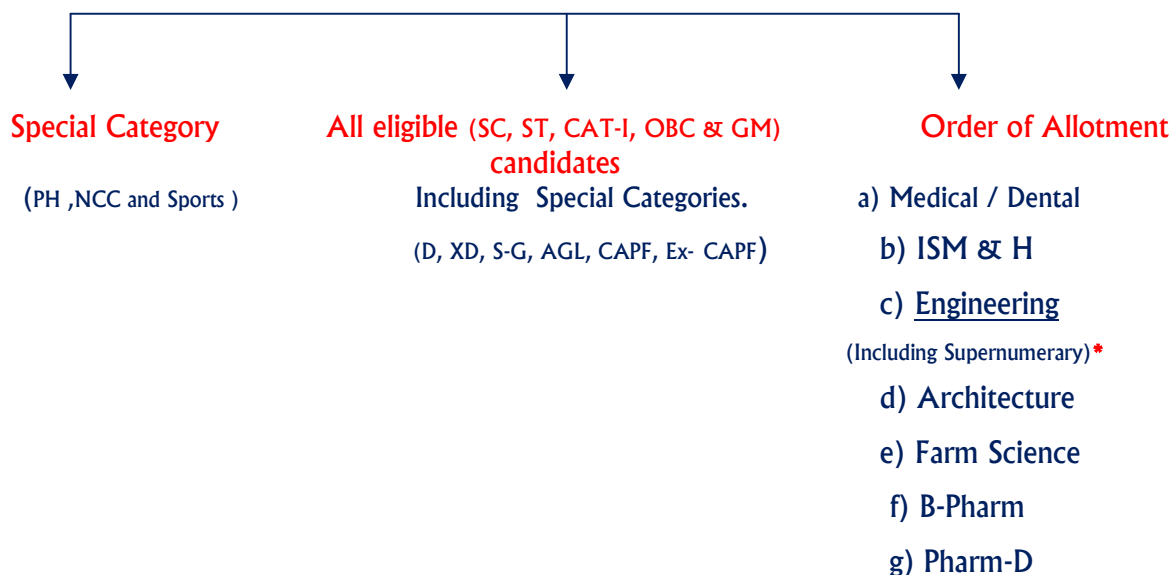 Special Category
(PH ,NCC and Sports )
All eligible (SC, ST, CAT-I, OBC & GM)
candidates
Including Special Categories.
(D, XD, S-G, AGL, CAPF, Ex- CAPF)
Order of Allotment
a) Medical / Dental
b) ISM & H
c) Engineering
(Including Supernumerary)*
d) Architecture
e) Farm Science
f) B-Pharm
g) Pharm-D